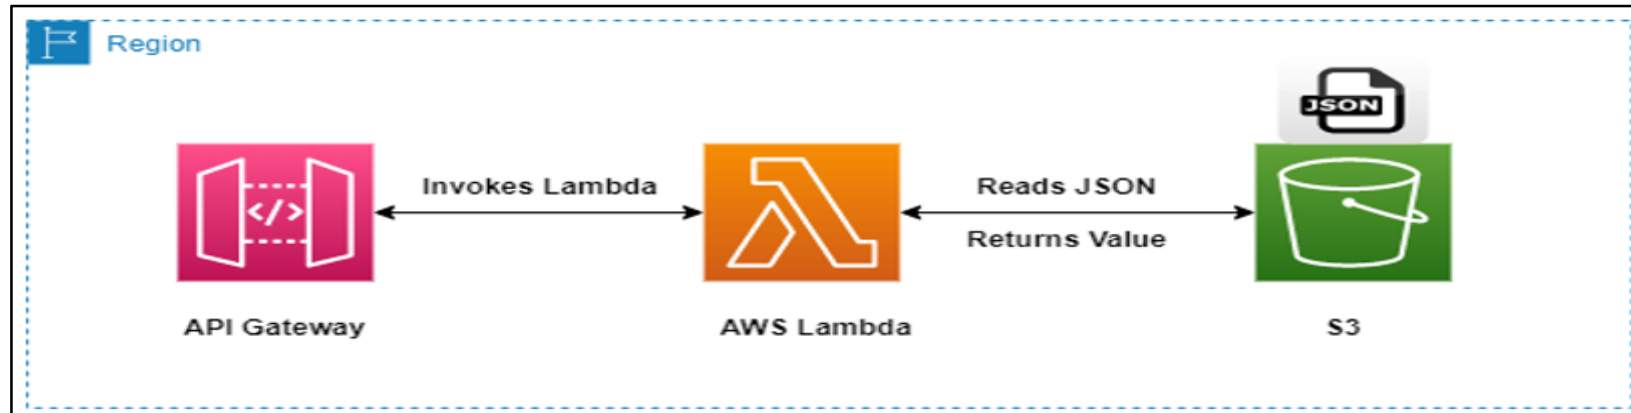 Region
JSON
Invokes Lambda
Reads JSON
</>
Returns Value
API Gateway
AWS Lambda
S3